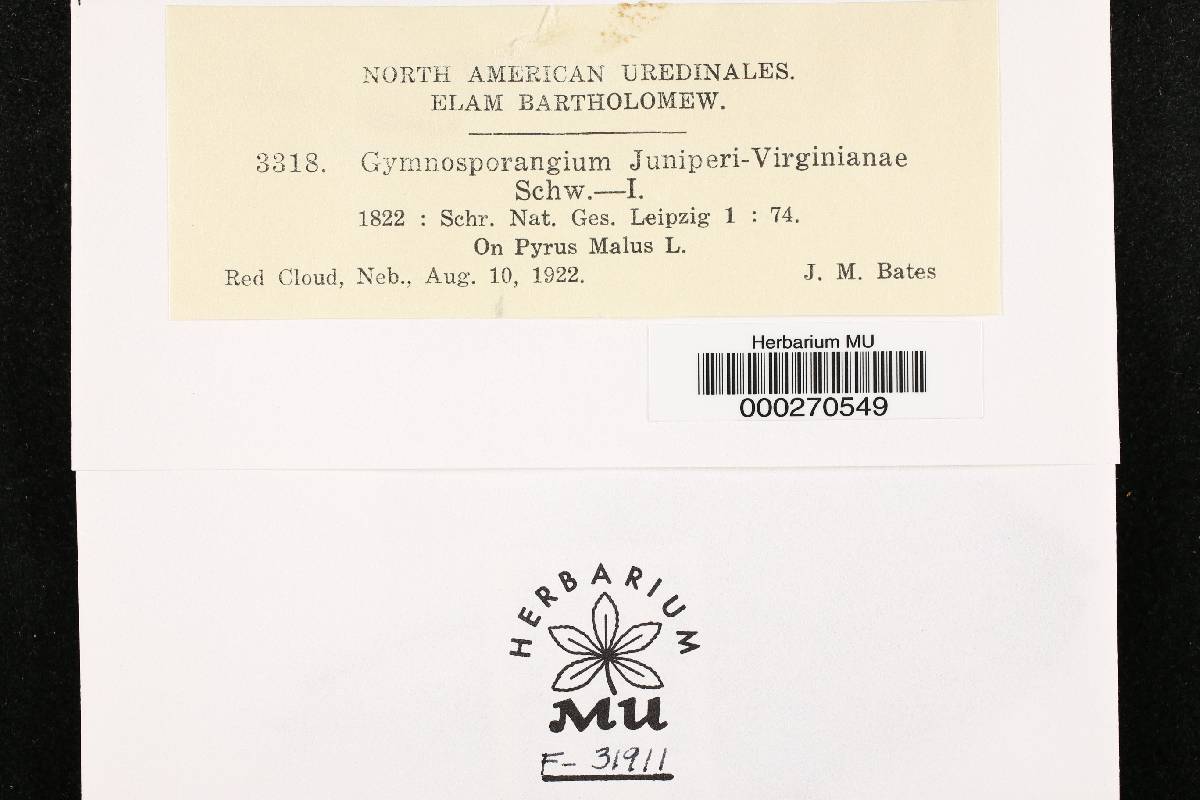 NORTH AMERICAN UREDINALES.
ELAM BARTHOLOMEW.
3318. Gymnosporangium Juniperi-Virginianae
Schw.—I.
1822 : Schr. Nat. Ges. Leipzig 1 : 74.
On Pyrus Malus L.
Red Cloud, Neb., Aug. 10, 1922. J. M. Bates
Herbarium MU
000270549
HERBARIUM
MU
F- 31911